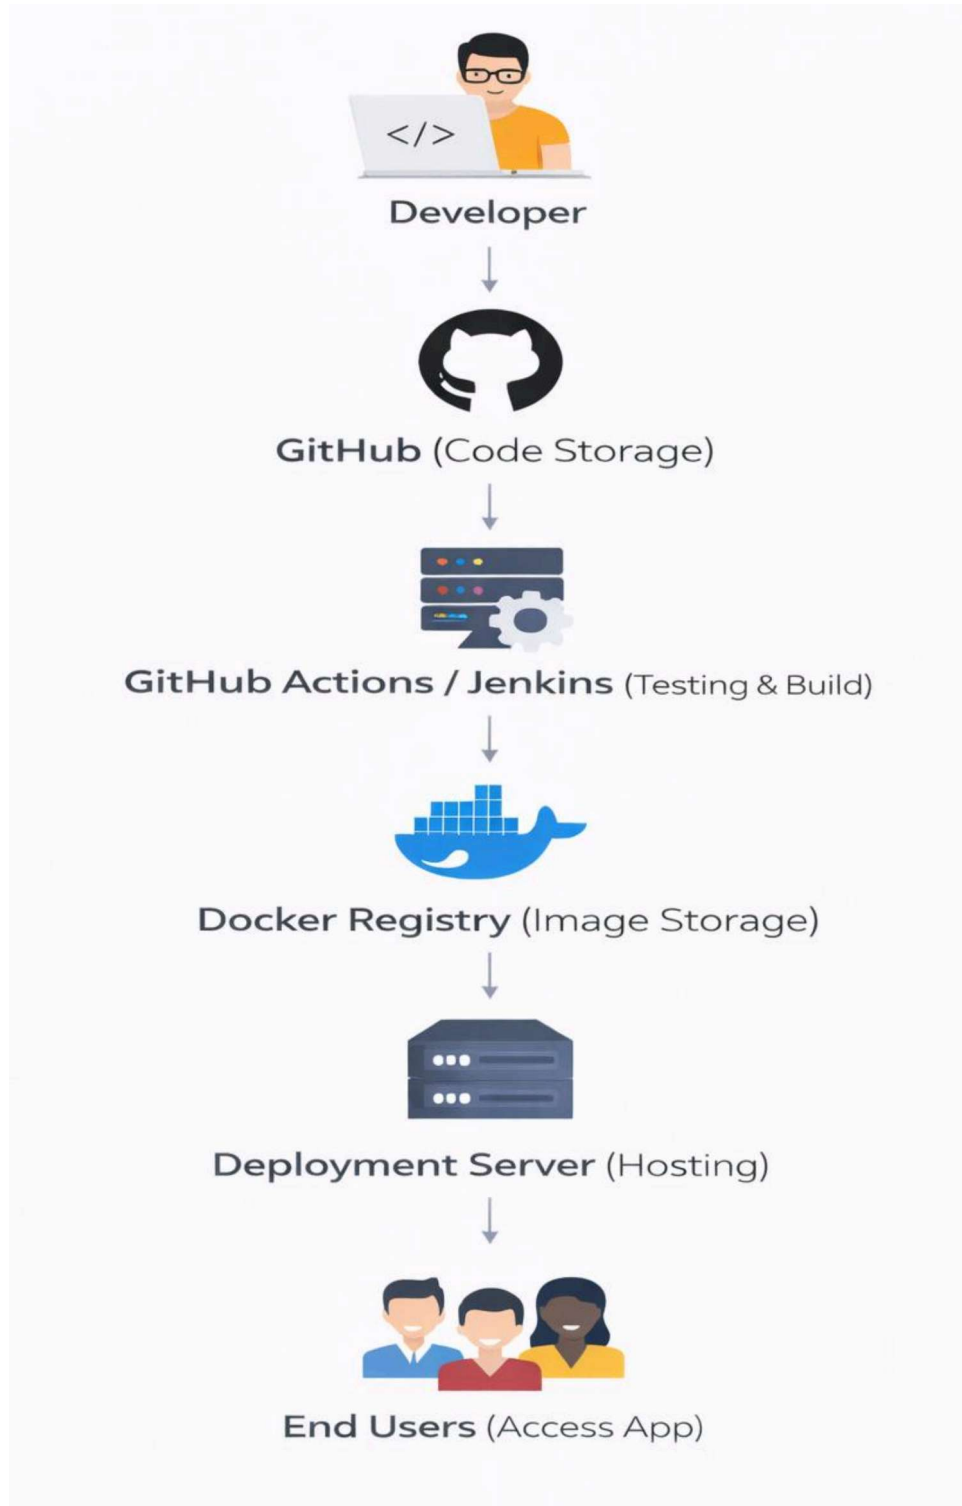 </>
Developer
GitHub (Code Storage)
GitHub Actions / Jenkins (Testing & Build)
Docker Registry (Image Storage)
Deployment Server (Hosting)
End Users (Access App)